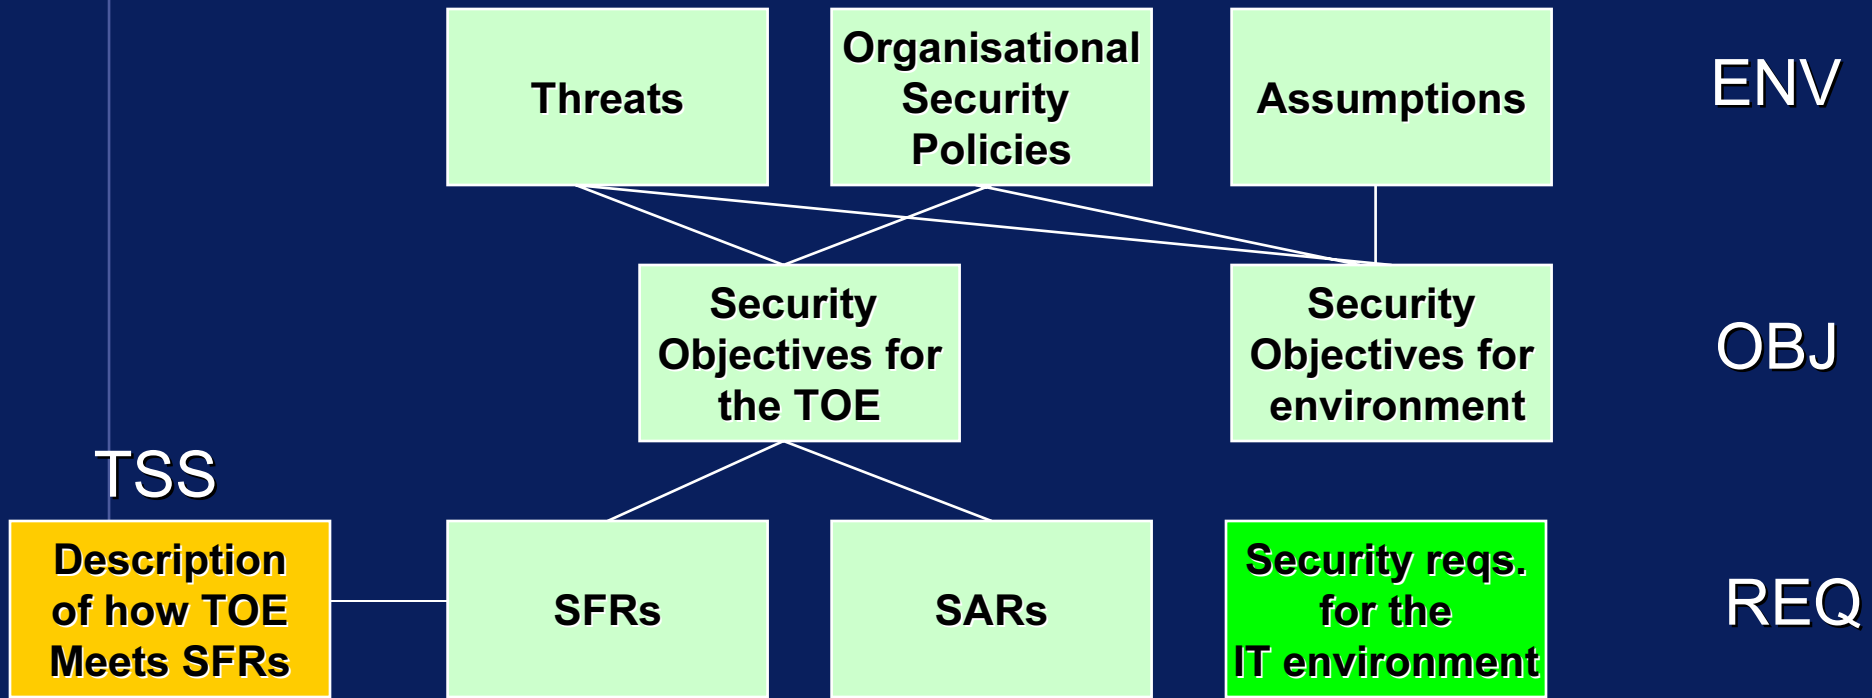 Threats
Organisational
Security
Policies
Assumptions
ENV
Security
Objectives for
the TOE
Security
Objectives for
environment
OBJ
TSS
Description
of how TOE
Meets SFRs
SFRs
SARs
Security reqs.
for the
IT environment
REQ